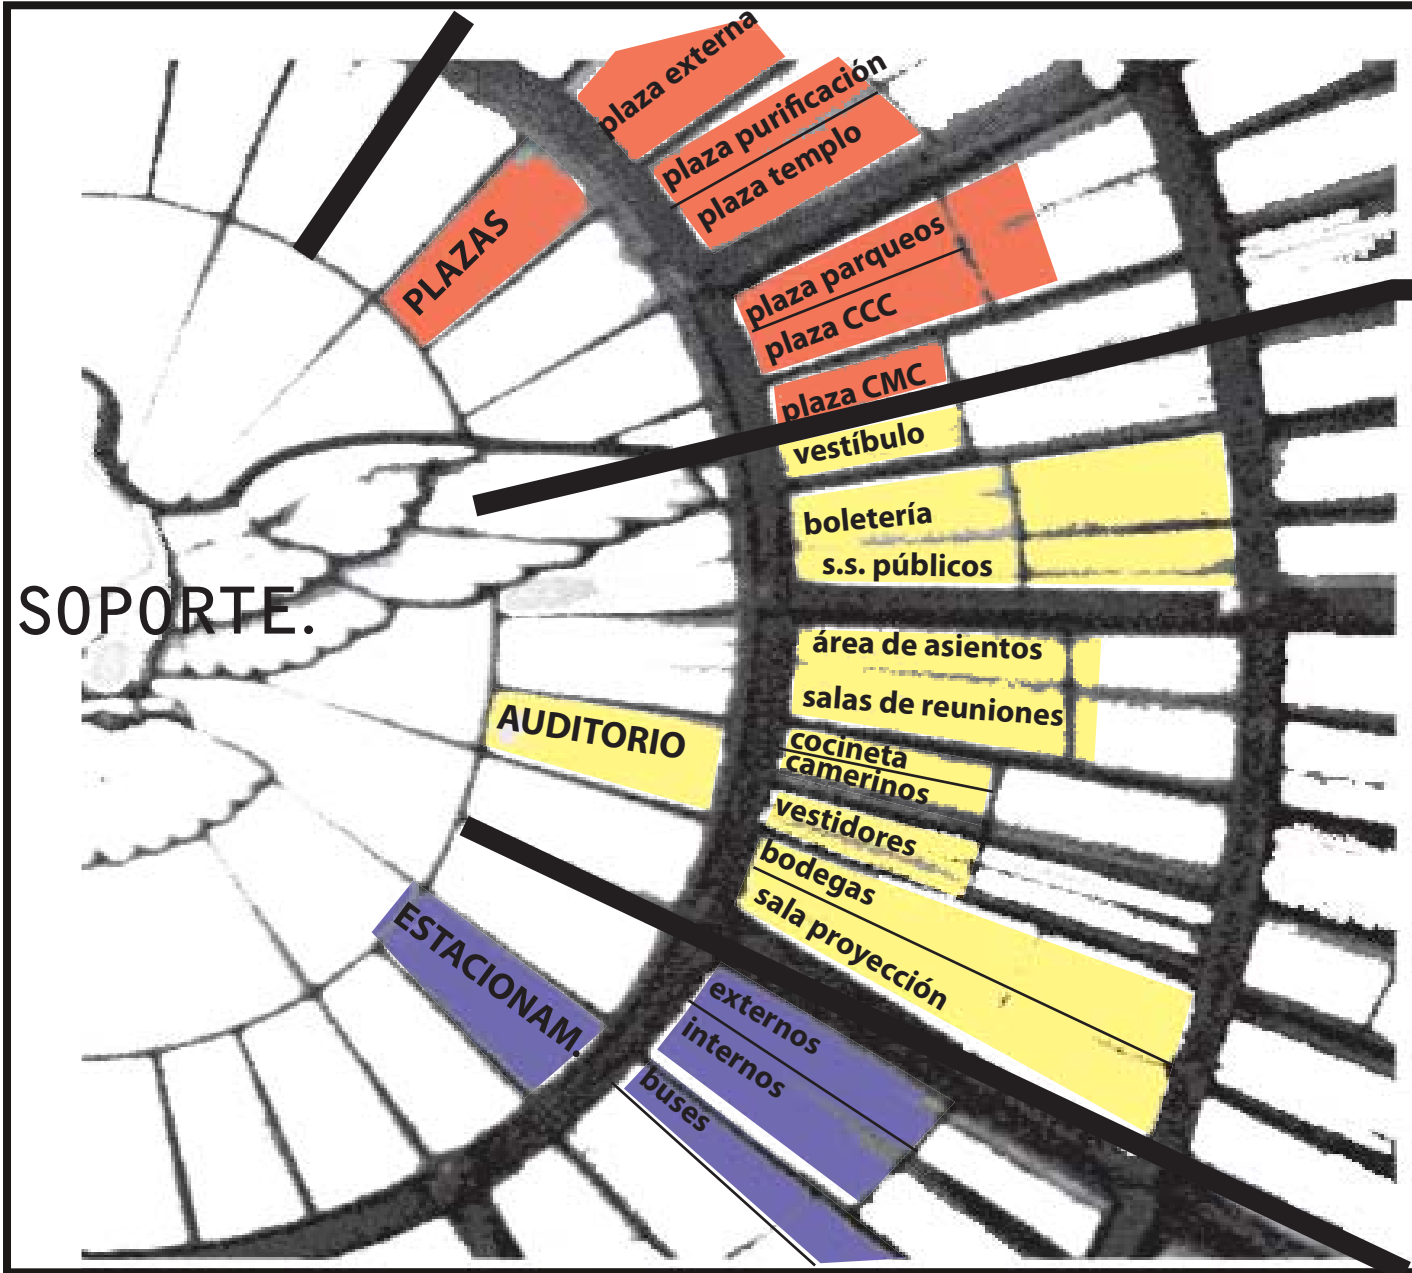 plaza externa
plaza purificación
plaza templo
PLAZAS
plaza parqueos
plaza CCC
plaza CMC
vestíbulo
boletería
s.s. públicos
SOPORTE.
área de asientos
salas de reuniones
AUDITORIO
cocineta
camerinos
vestidores
bodegas
sala proyección
ESTACIONAM.
externos
internos
buses